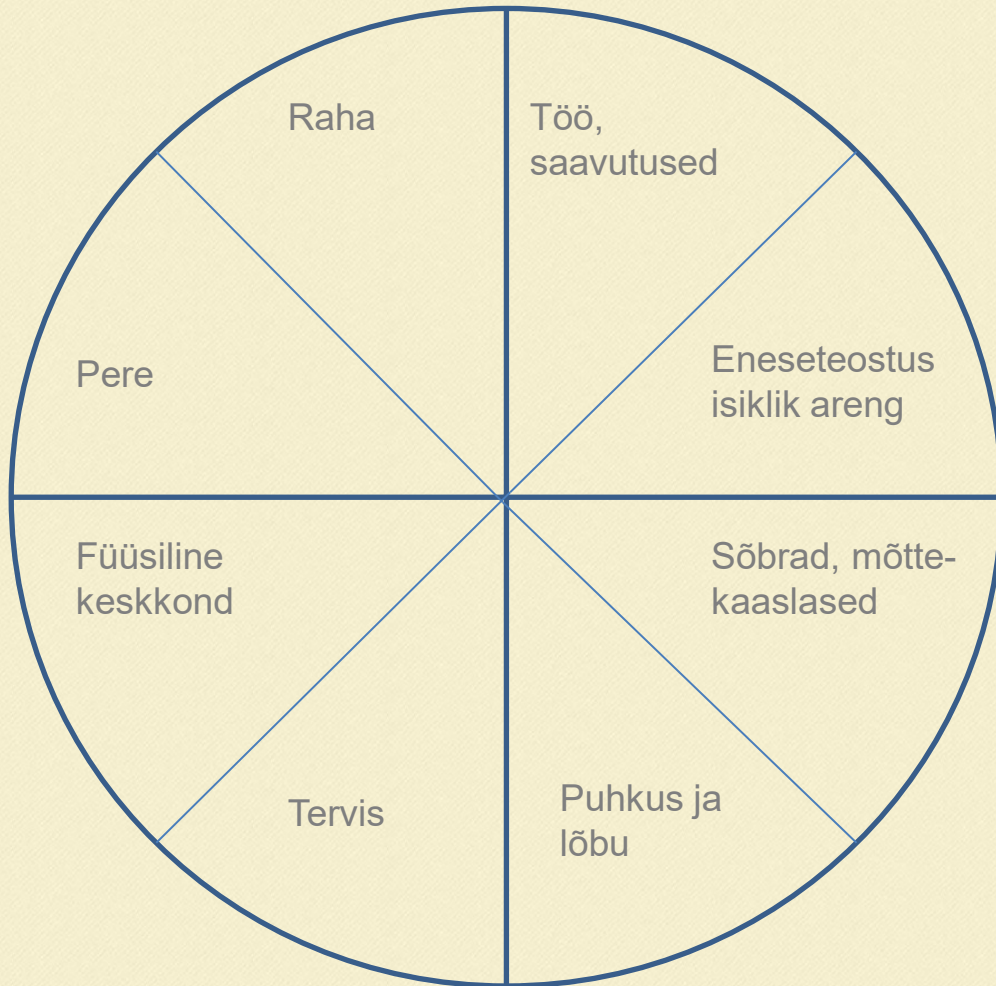 Raha
Töö,
saavutused
Pere
Eneseteostus
isiklik areng
Füüsiline
keskkond
Sõbrad, mõtte-
kaaslased
Tervis
Puhkus ja
lõbu